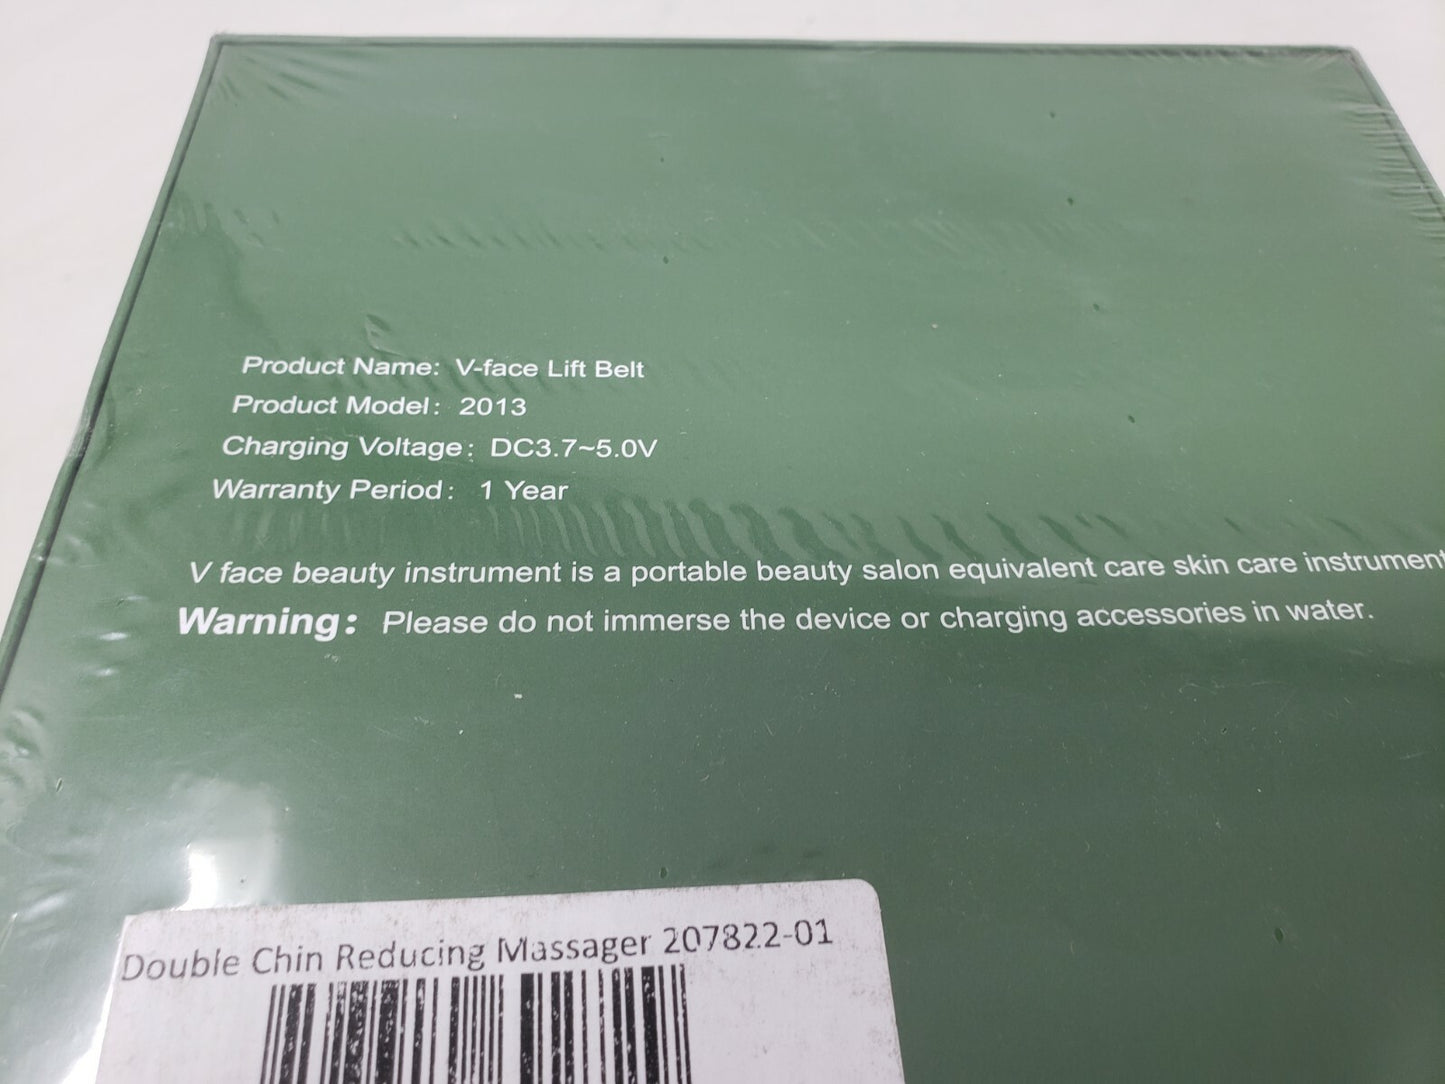 Product Name: V-face Lift Belt
Product Model: 2013
Charging Voltage: DC3.7~5.0V
Warranty Period: 1 Year
V face beauty instrument is a portable beauty salon equivalent care skin care instrument
Warning: Please do not immerse the device or charging accessories in water.
Double Chin Reducing Massager 207822-01